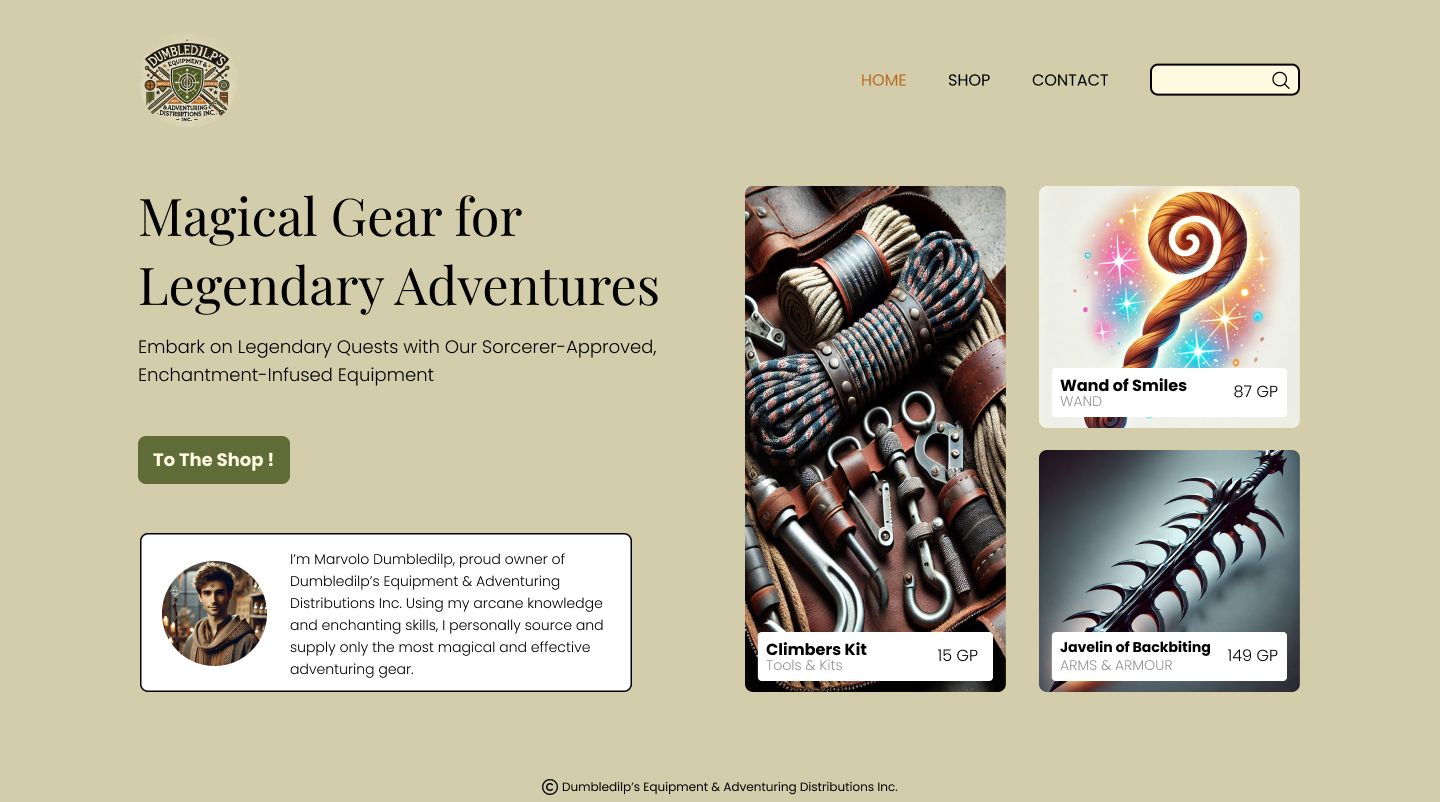 DUMBLEDILP'S
EQUIPMENT &
& ADVENTURING
DISTRIBUTIONS INC.
– INC. –
HOME
SHOP
CONTACT
Magical Gear for
Legendary Adventures
Embark on Legendary Quests with Our Sorcerer-Approved,
Enchantment-Infused Equipment
To The Shop !
I’m Marvolo Dumbledilp, proud owner of
Dumbledilp’s Equipment & Adventuring
Distributions Inc. Using my arcane knowledge
and enchanting skills, I personally source and
supply only the most magical and effective
adventuring gear.
Climbers Kit
Tools & Kits
15 GP
Wand of Smiles
WAND
87 GP
Javelin of Backbiting
ARMS & ARMOUR
149 GP
© Dumbledilp’s Equipment & Adventuring Distributions Inc.